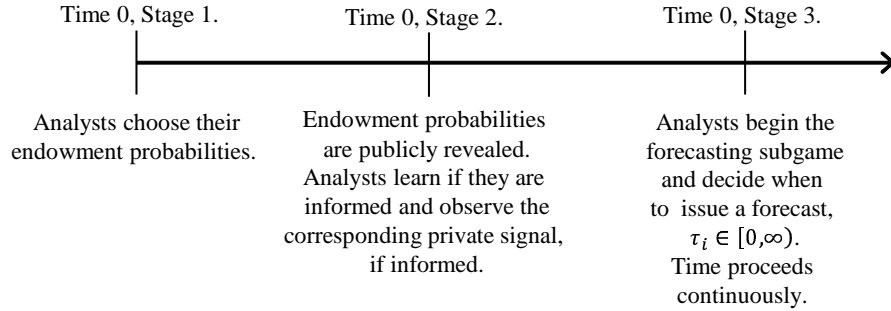 Time 0, Stage 1.
Time 0, Stage 2.
Time 0, Stage 3.
Analysts choose their
endowment probabilities.
Endowment probabilities
are publicly revealed.
Analysts learn if they are
informed and observe the
corresponding private signal,
if informed.
Analysts begin the
forecasting subgame
and decide when
to issue a forecast,
τᵢ ∈ [0,∞).
Time proceeds
continuously.